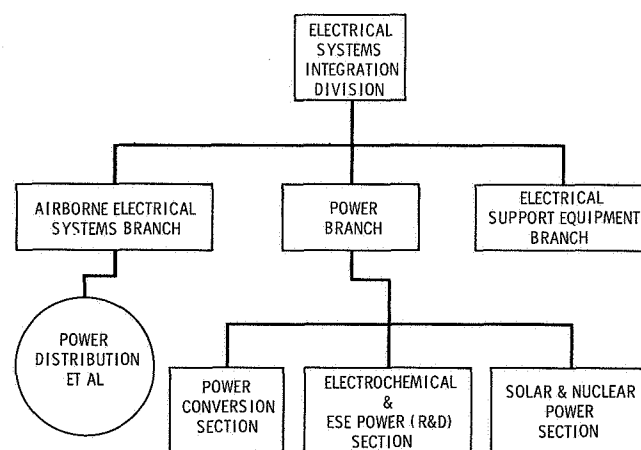 ELECTRICAL
SYSTEMS
INTEGRATION
DIVISION
AIRBORNE ELECTRICAL
SYSTEMS BRANCH
POWER
BRANCH
ELECTRICAL
SUPPORT EQUIPMENT
BRANCH
POWER
DISTRIBUTION
ET AL
POWER
CONVERSION
SECTION
ELECTROCHEMICAL
&
ESE POWER (R&D)
SECTION
SOLAR & NUCLEAR
POWER
SECTION